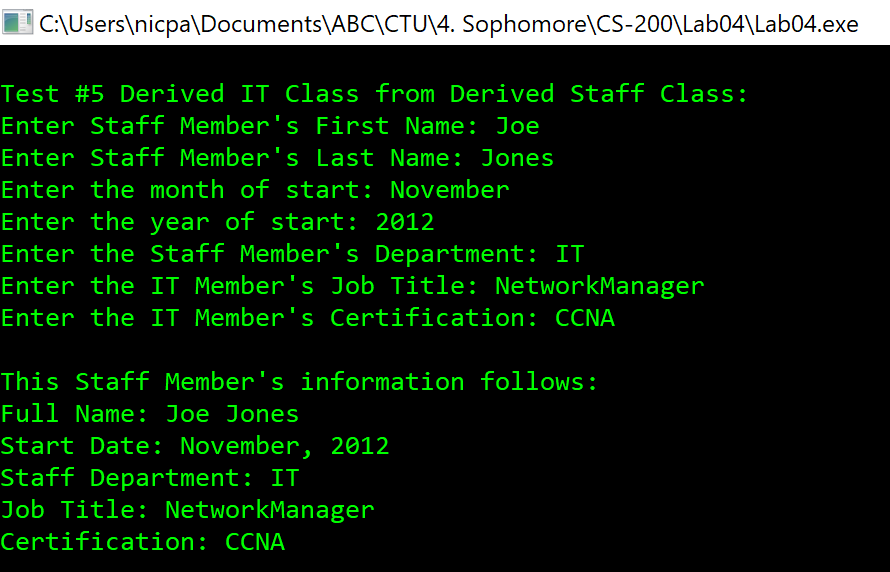 C:\Users\nicpa\Documents\ABC\CTU\4. Sophomore\CS-200\Lab04\Lab04.exe
Test #5 Derived IT Class from Derived Staff Class:
Enter Staff Member's First Name: Joe
Enter Staff Member's Last Name: Jones
Enter the month of start: November
Enter the year of start: 2012
Enter the Staff Member's Department: IT
Enter the IT Member's Job Title: NetworkManager
Enter the IT Member's Certification: CCNA
This Staff Member's information follows:
Full Name: Joe Jones
Start Date: November, 2012
Staff Department: IT
Job Title: NetworkManager
Certification: CCNA